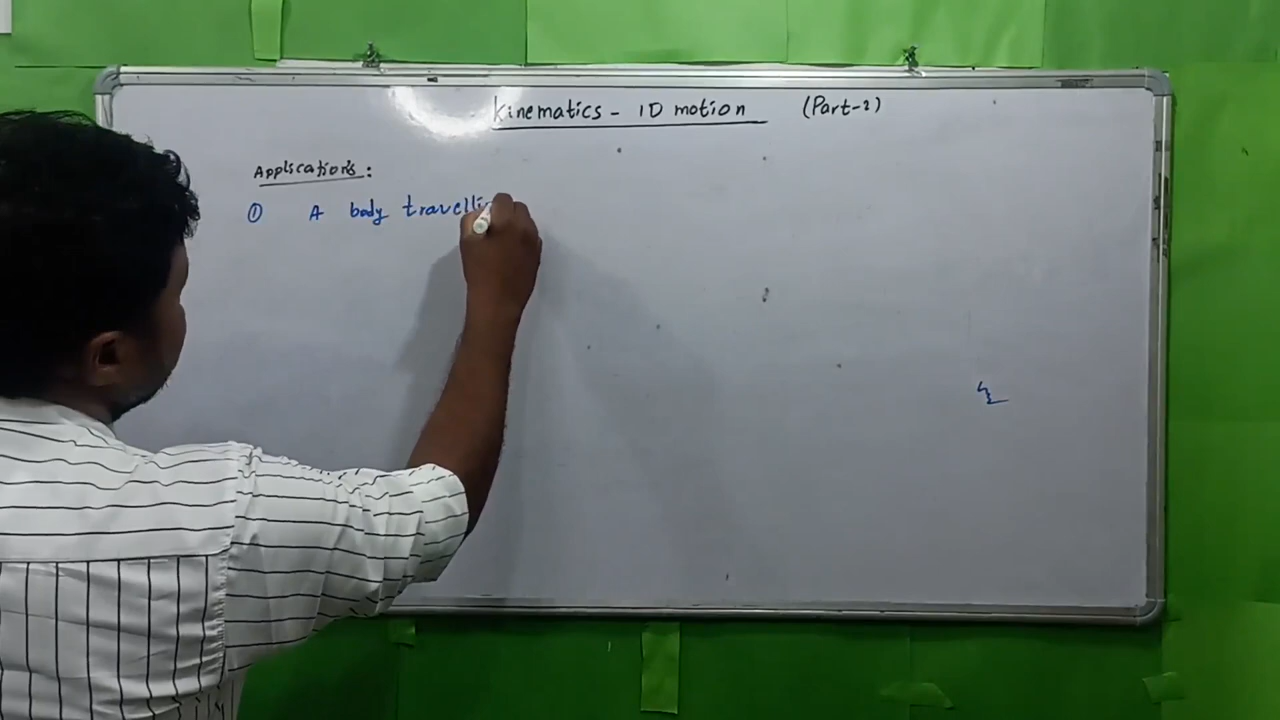 Kinematics - 1D motion (Part-2)
Applications:
① A body travelli